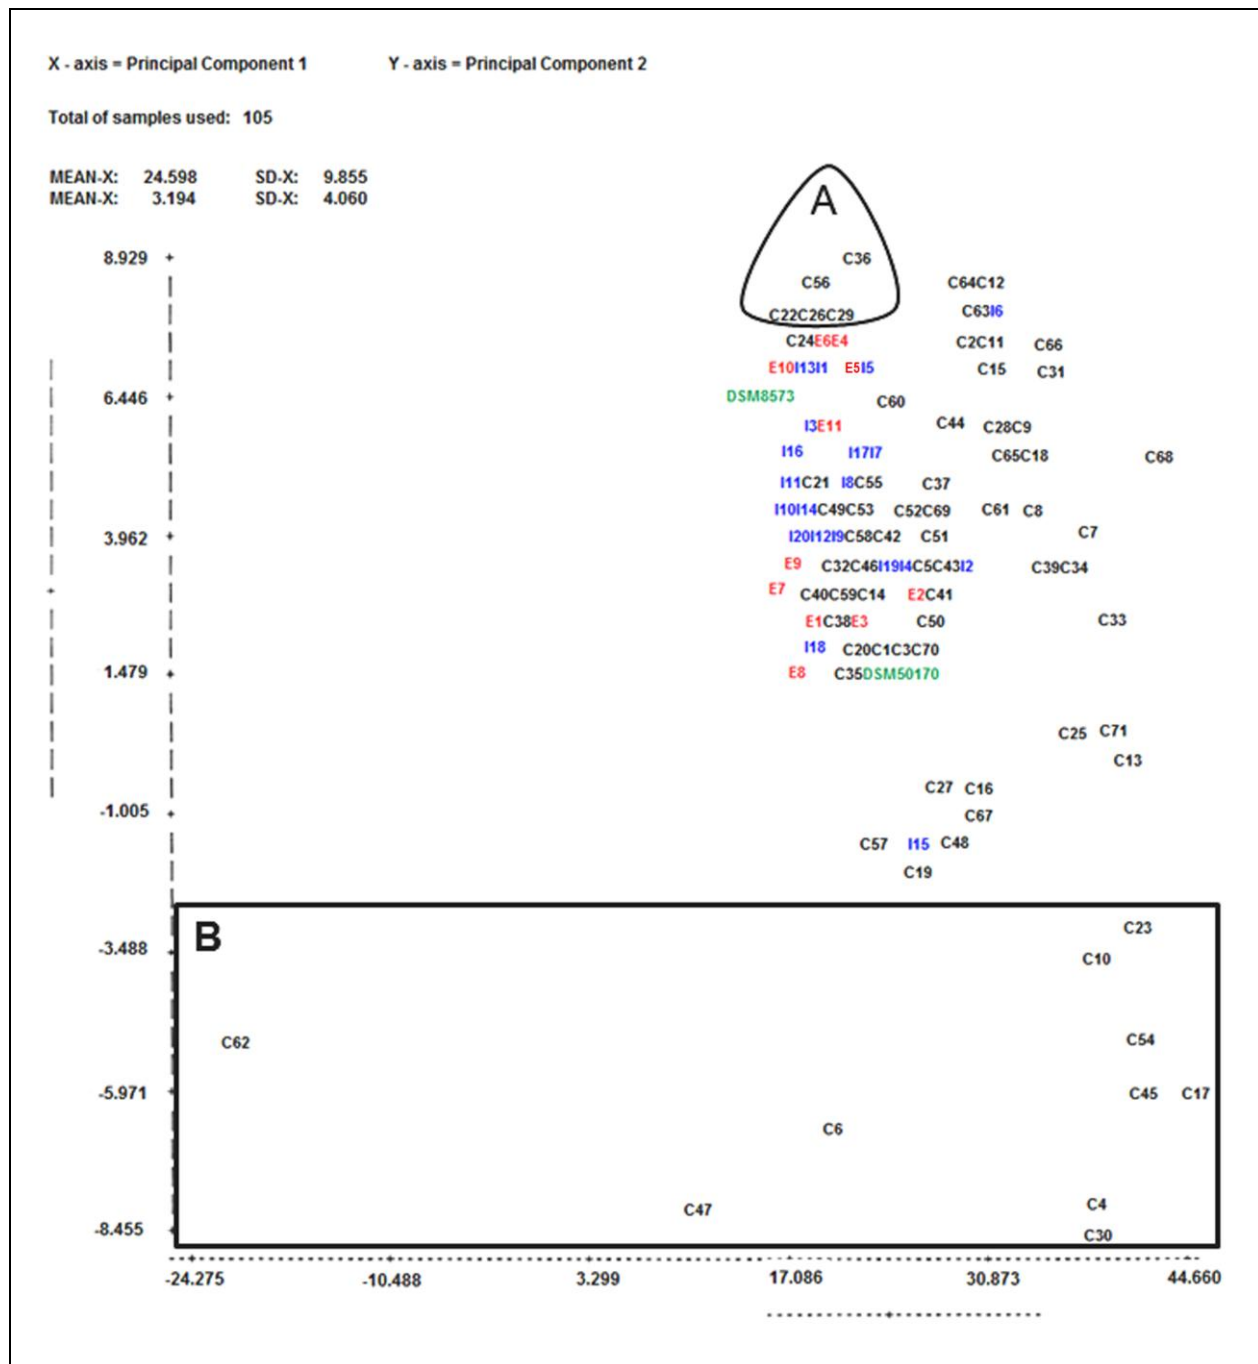 X - axis = Principal Component 1 Y - axis = Principal Component 2
Total of samples used: 105
MEAN-X: 24.598 SD-X: 9.855
MEAN-X: 3.194 SD-X: 4.060
A
8.929 C36
C56 C64C12
C22C26C29 C63I6
C24E6E4 C2C11 C66
E10I13I1 E5I5 C15 C31
6.446 DSM8573 C60
I3E11 C44 C28C9
I16 I17I7 C65C18 C68
I11C21 I8C55 C37
I10I14C49C53 C52C69 C61 C8
3.962 I20I12I9C58C42 C51 C7
E9 C32C46I19I4C5C43I2 C39C34
E7 C40C59C14 E2C41
E1C38E3 C50 C33
I18 C20C1C3C70
1.479 E8 C35DSM50170
C25 C71
C13
C27 C16
-1.005 C67
C57 I15 C48
C19
B C23
-3.488 C10
C62 C54
-5.971 C45 C17
C6
C47 C4
-8.455 C30
-24.275 -10.488 3.299 17.086 30.873 44.660